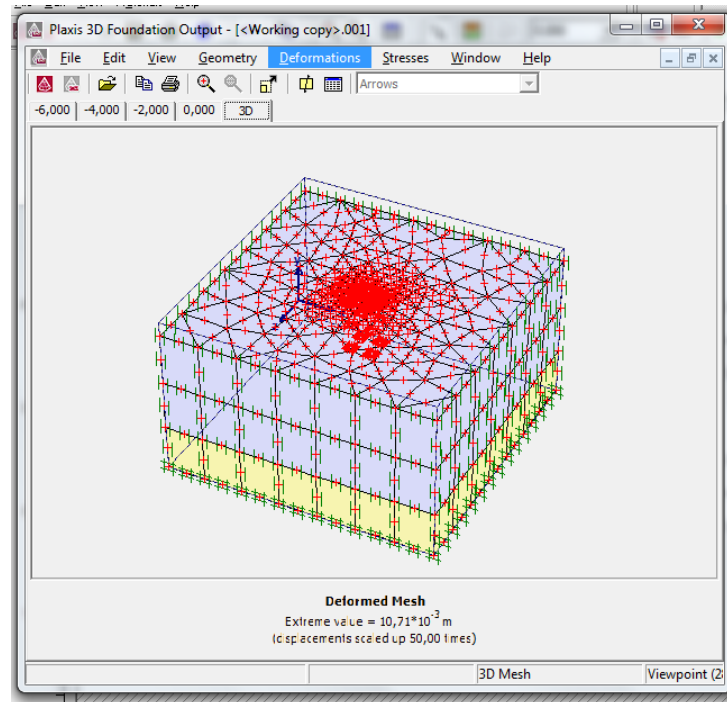 Plaxis 3D Foundation Output - [<Working copy>.001]
File Edit View Geometry Deformations Stresses Window Help
Arrows
-6,000 -4,000 -2,000 0,000 3D
Y
Deformed Mesh
Extreme value = 10,71*10-3 m
(displacements scaled up 50,00 times)
3D Mesh Viewpoint (2